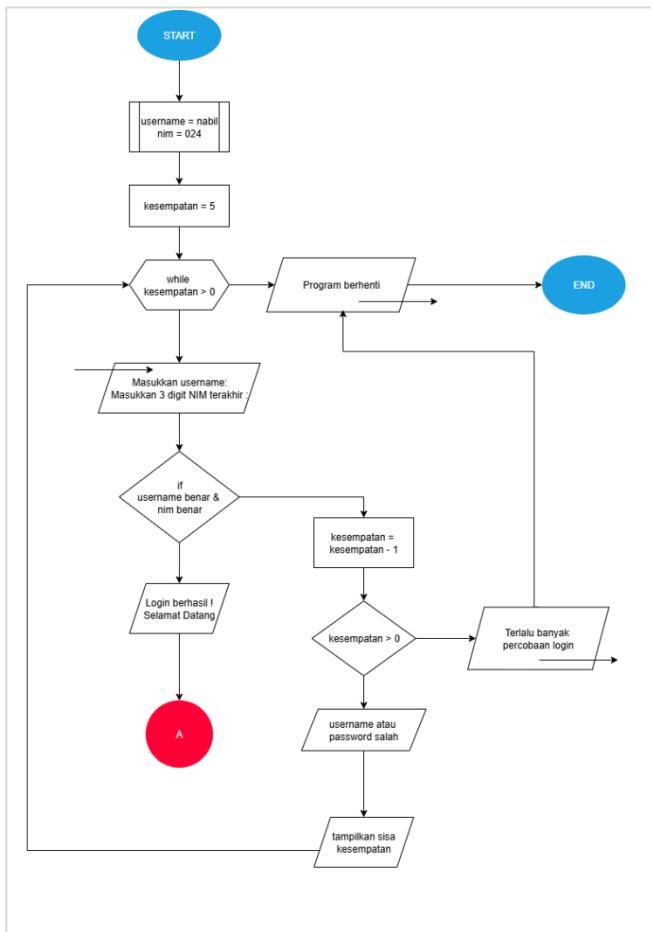 START
username = nabil
nim = 024
kesempatan = 5
while
kesempatan > 0
Program berhenti
END
Masukkan username:
Masukkan 3 digit NIM terakhir :
if
username benar &
nim benar
kesempatan =
kesempatan - 1
Login berhasil !
Selamat Datang
kesempatan > 0
Terlalu banyak
percobaan login
A
username atau
password salah
tampilkan sisa
kesempatan